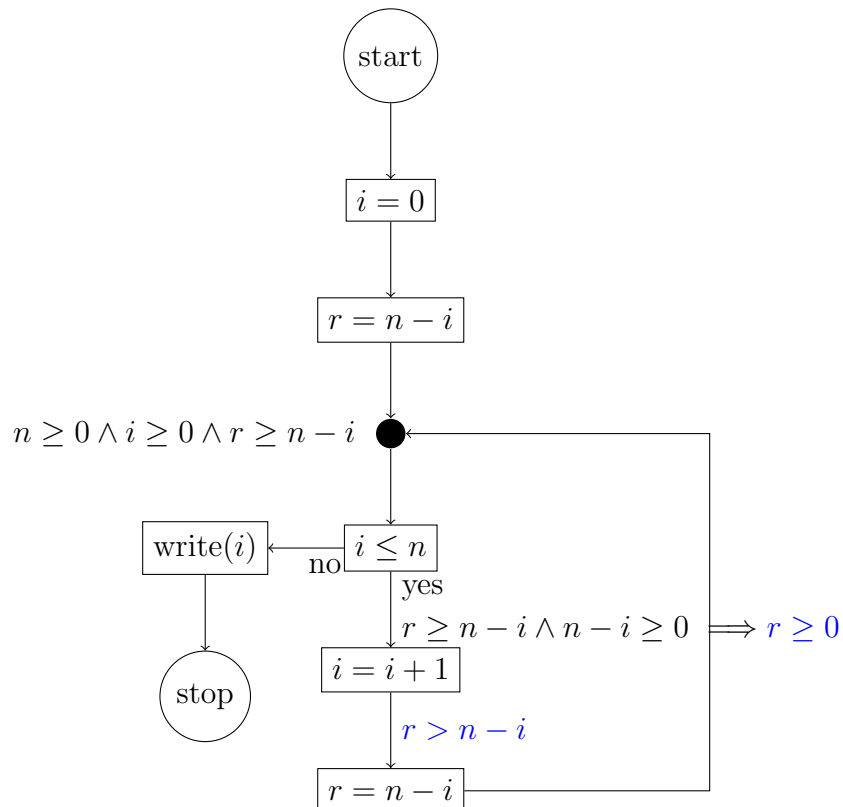 start
i = 0
r = n − i
n ≥ 0 ∧ i ≥ 0 ∧ r ≥ n − i
write(i)
no
i ≤ n
yes
r ≥ n − i ∧ n − i ≥ 0 ⟹ r ≥ 0
i = i + 1
stop
r > n − i
r = n − i